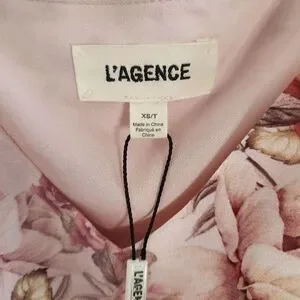 L'AGENCE
XS/T
Made in China
Fabriqué en
Chine
L'AGENCE